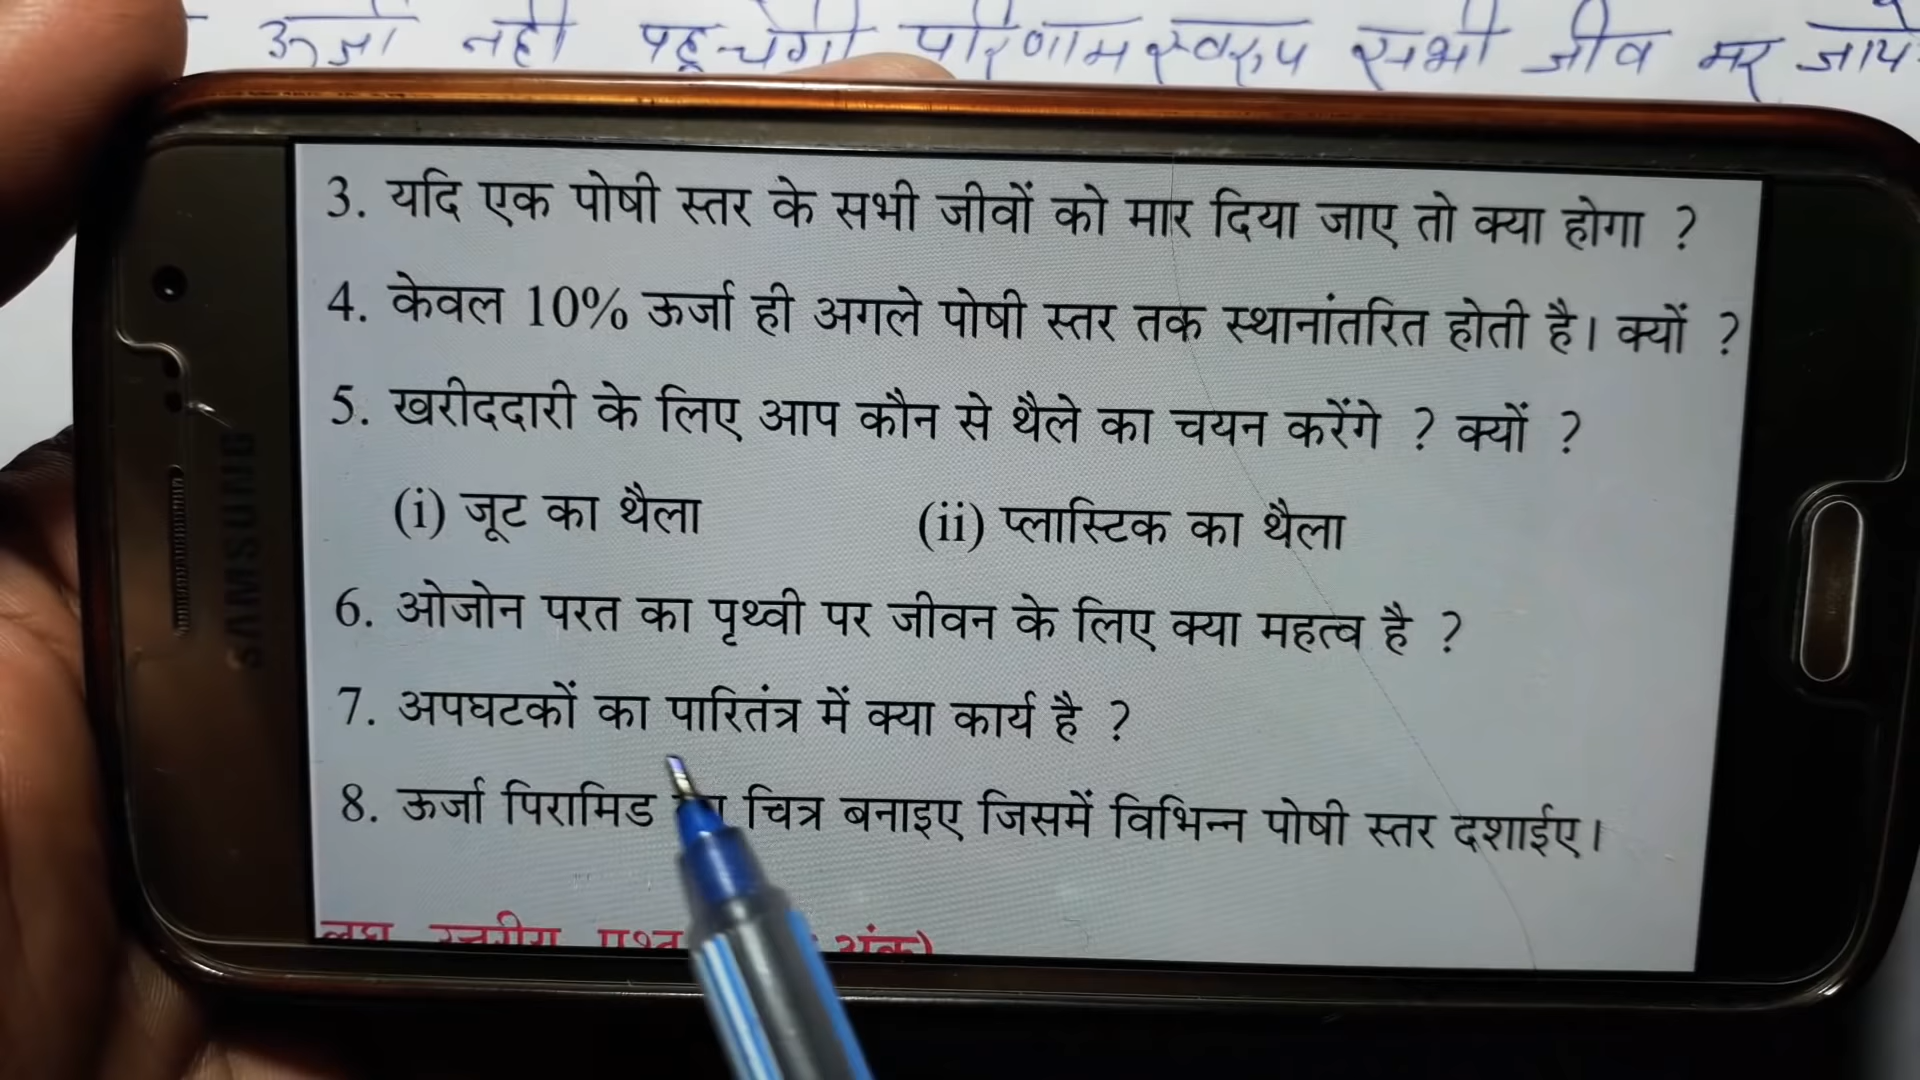 ऊर्जा नही पहूचेगी परिणामस्वरुप सभी जीव मर जाये
3. यदि एक पोषी स्तर के सभी जीवों को मार दिया जाए तो क्या होगा ?
4. केवल 10% ऊर्जा ही अगले पोषी स्तर तक स्थानांतरित होती है। क्यों ?
5. खरीददारी के लिए आप कौन से थैले का चयन करेंगे ? क्यों ?
(i) जूट का थैला (ii) प्लास्टिक का थैला
6. ओजोन परत का पृथ्वी पर जीवन के लिए क्या महत्व है ?
7. अपघटकों का पारितंत्र में क्या कार्य है ?
8. ऊर्जा पिरामिड चित्र बनाइए जिसमें विभिन्न पोषी स्तर दशाईए।
SAMSUNG